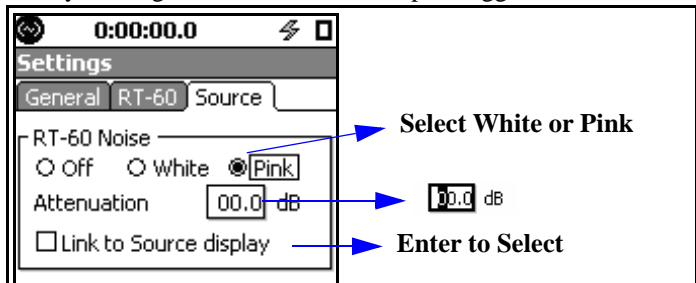 0:00:00.0
Settings
General RT-60 Source
RT-60 Noise
Off White Pink
Select White or Pink
Attenuation 00.0 dB
00.0 dB
Link to Source display
Enter to Select